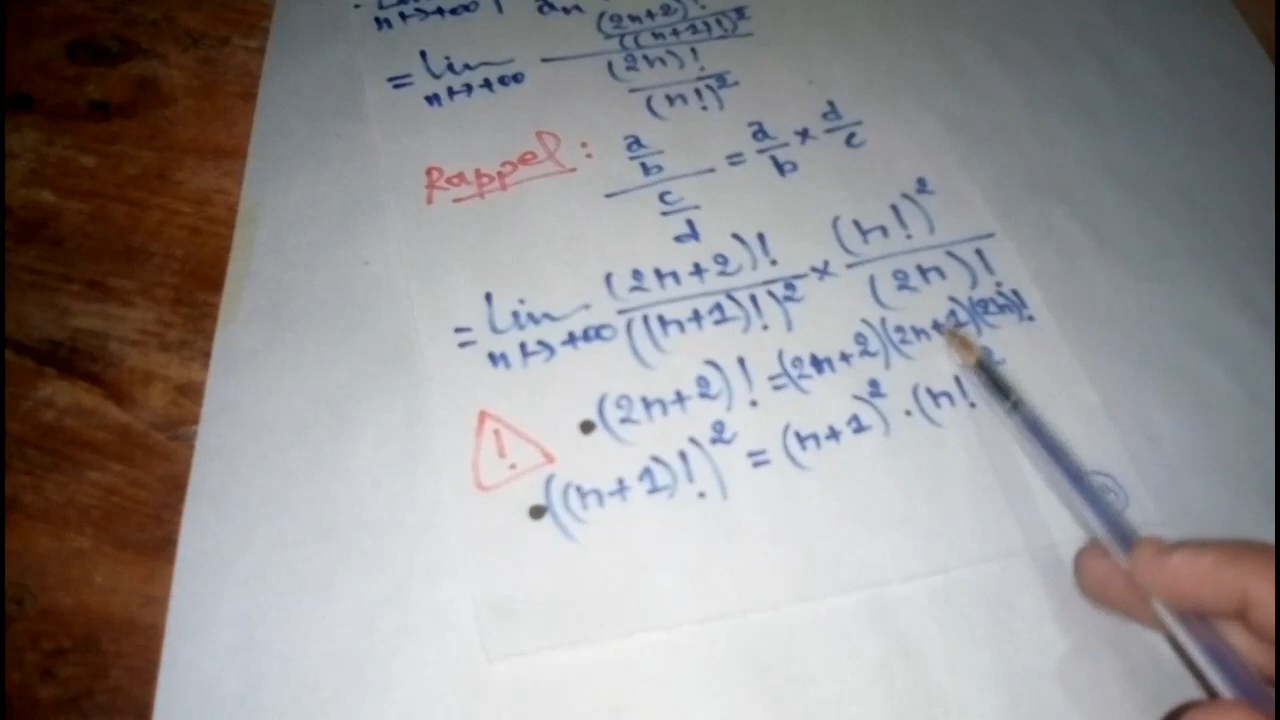 n↦+∞ | an
= lim n↦+∞ ((2n+2)! / ((n+1)!)²) / ((2n)! / (n!)²)
Rappel : (a/b) / (c/d) = a/b × d/c
= lim n↦+∞ (2n+2)! / ((n+1)!)² × (n!)² / (2n)!
• (2n+2)! = (2n+2)(2n+1)(2n)!
! • ((n+1)!)² = (n+1)² . (n! ²